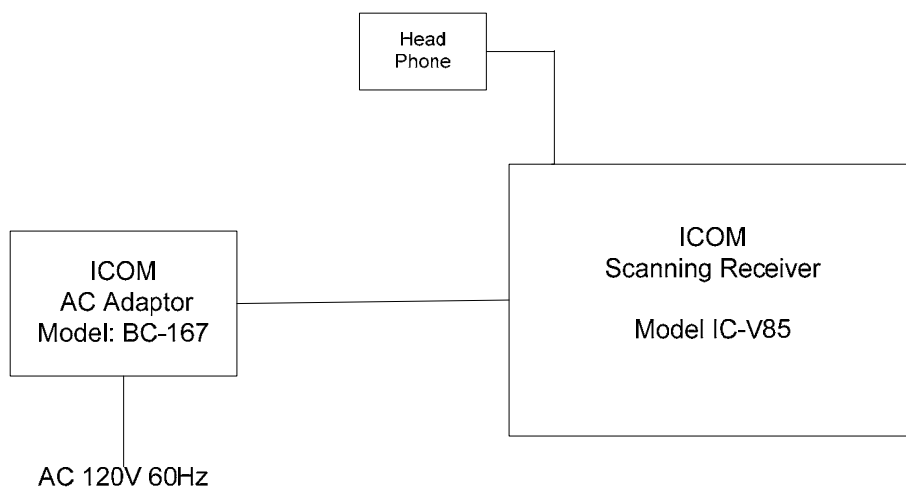 Head
Phone
ICOM
Scanning Receiver
Model IC-V85
ICOM
AC Adaptor
Model: BC-167
AC 120V 60Hz